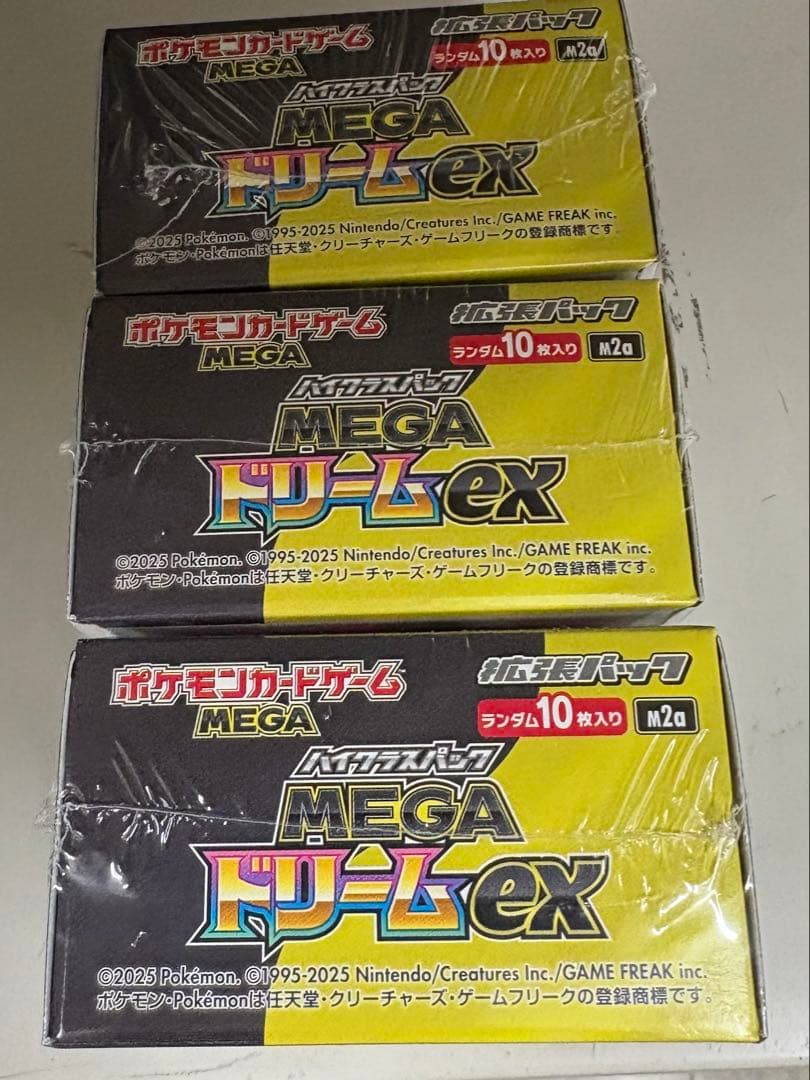 ポケモンカードゲーム
MEGA
拡張パック
ランダム10枚入り M2a
ハイクラスパック
MEGA
ドリームex
©2025 Pokémon. ©1995-2025 Nintendo/Creatures Inc./GAME FREAK inc.
ポケモン・Pokémonは任天堂・クリーチャーズ・ゲームフリークの登録商標です。
ポケモンカードゲーム
MEGA
拡張パック
ランダム10枚入り M2a
ハイクラスパック
MEGA
ドリームex
©2025 Pokémon. ©1995-2025 Nintendo/Creatures Inc./GAME FREAK inc.
ポケモン・Pokémonは任天堂・クリーチャーズ・ゲームフリークの登録商標です。
ポケモンカードゲーム
MEGA
拡張パック
ランダム10枚入り M2a
ハイクラスパック
MEGA
ドリームex
©2025 Pokémon. ©1995-2025 Nintendo/Creatures Inc./GAME FREAK inc.
ポケモン・Pokémonは任天堂・クリーチャーズ・ゲームフリークの登録商標です。